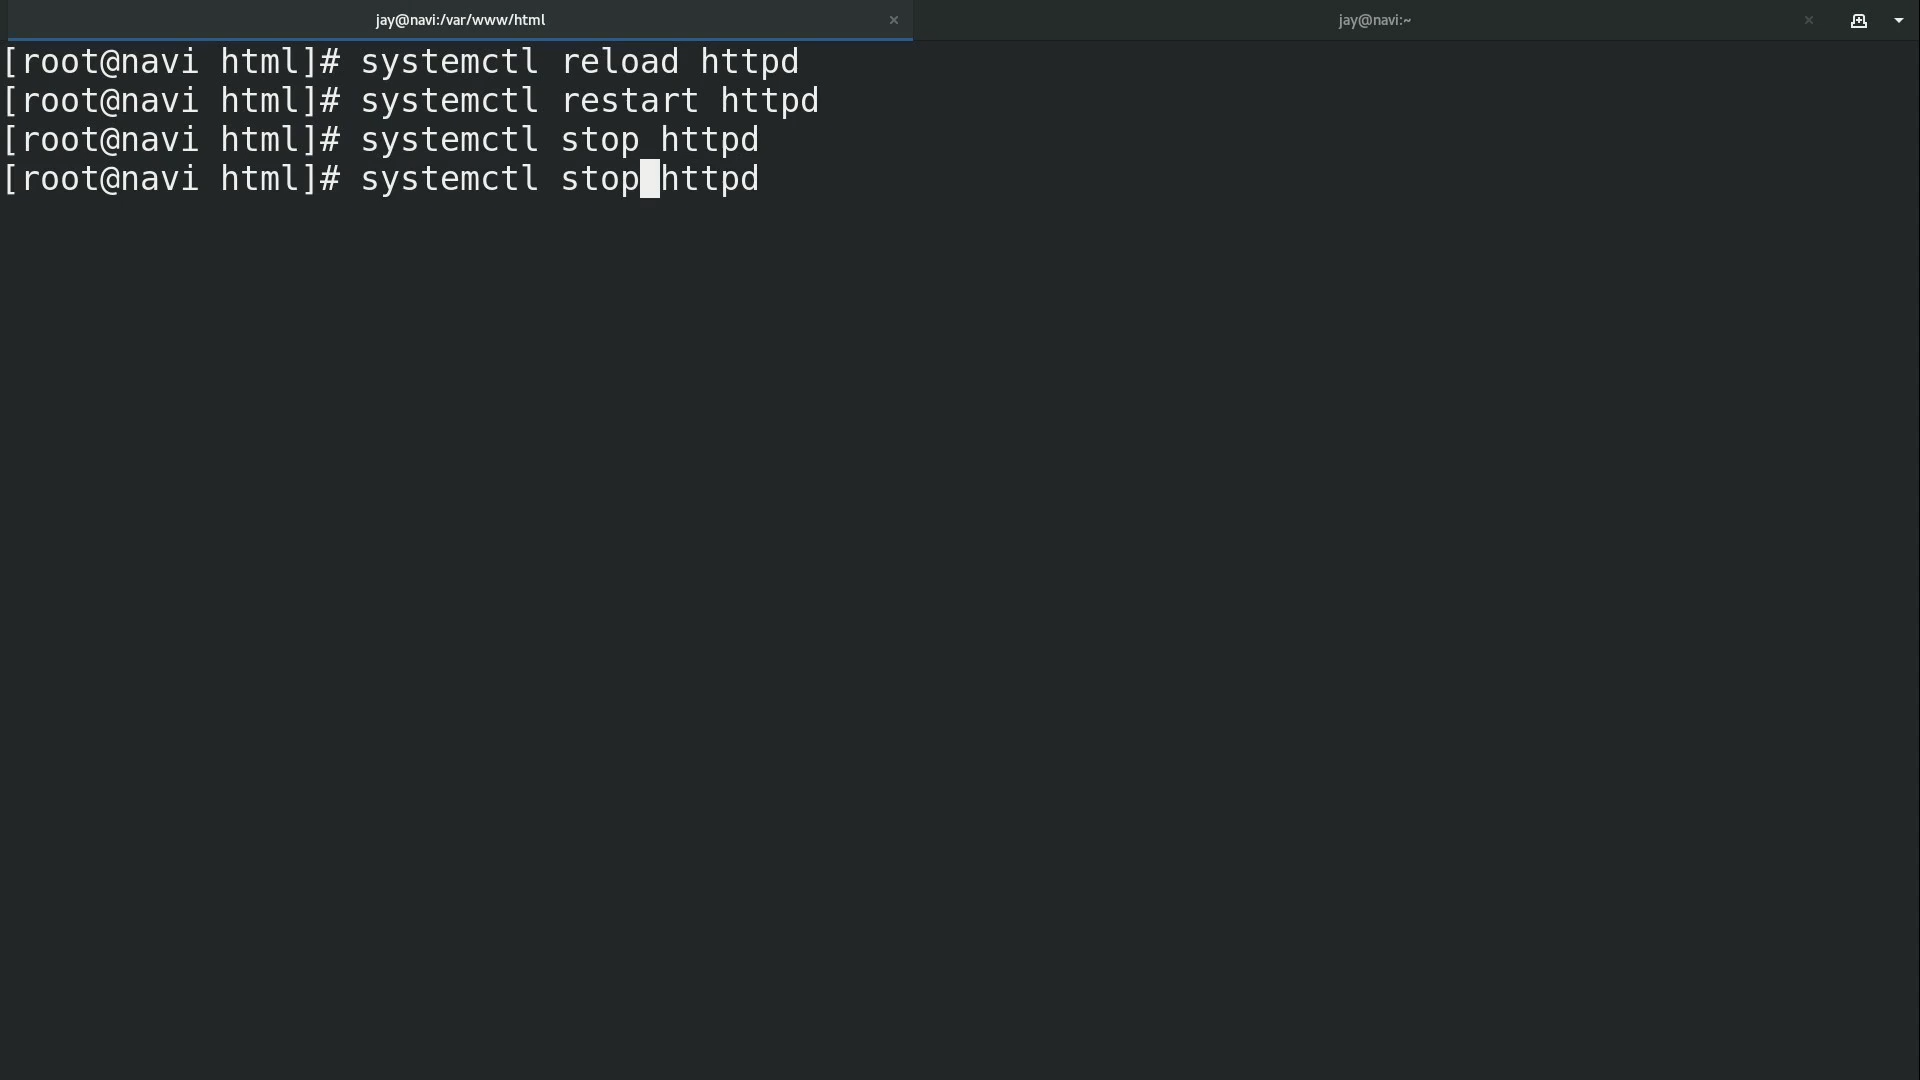 jay@navi:/var/www/html
jay@navi:~
[root@navi html]# systemctl reload httpd
[root@navi html]# systemctl restart httpd
[root@navi html]# systemctl stop httpd
[root@navi html]# systemctl stop httpd